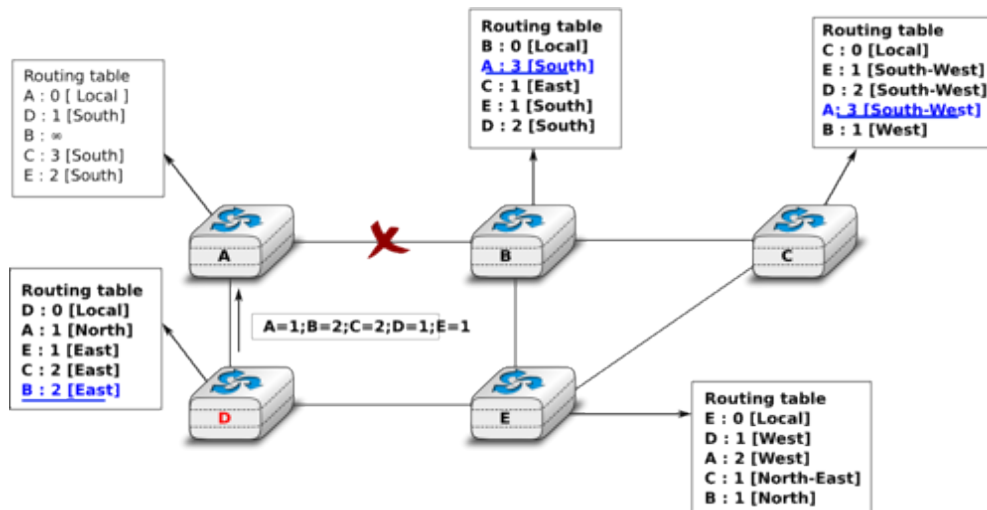 Routing table
B : 0 [Local]
A : 3 [South]
C : 1 [East]
E : 1 [South]
D : 2 [South]
Routing table
C : 0 [Local]
E : 1 [South-West]
D : 2 [South-West]
A: 3 [South-West]
B : 1 [West]
Routing table
A : 0 [ Local ]
D : 1 [South]
B : ∞
C : 3 [South]
E : 2 [South]
A
B
C
Routing table
D : 0 [Local]
A : 1 [North]
E : 1 [East]
C : 2 [East]
B : 2 [East]
A=1;B=2;C=2;D=1;E=1
D
E
Routing table
E : 0 [Local]
D : 1 [West]
A : 2 [West]
C : 1 [North-East]
B : 1 [North]